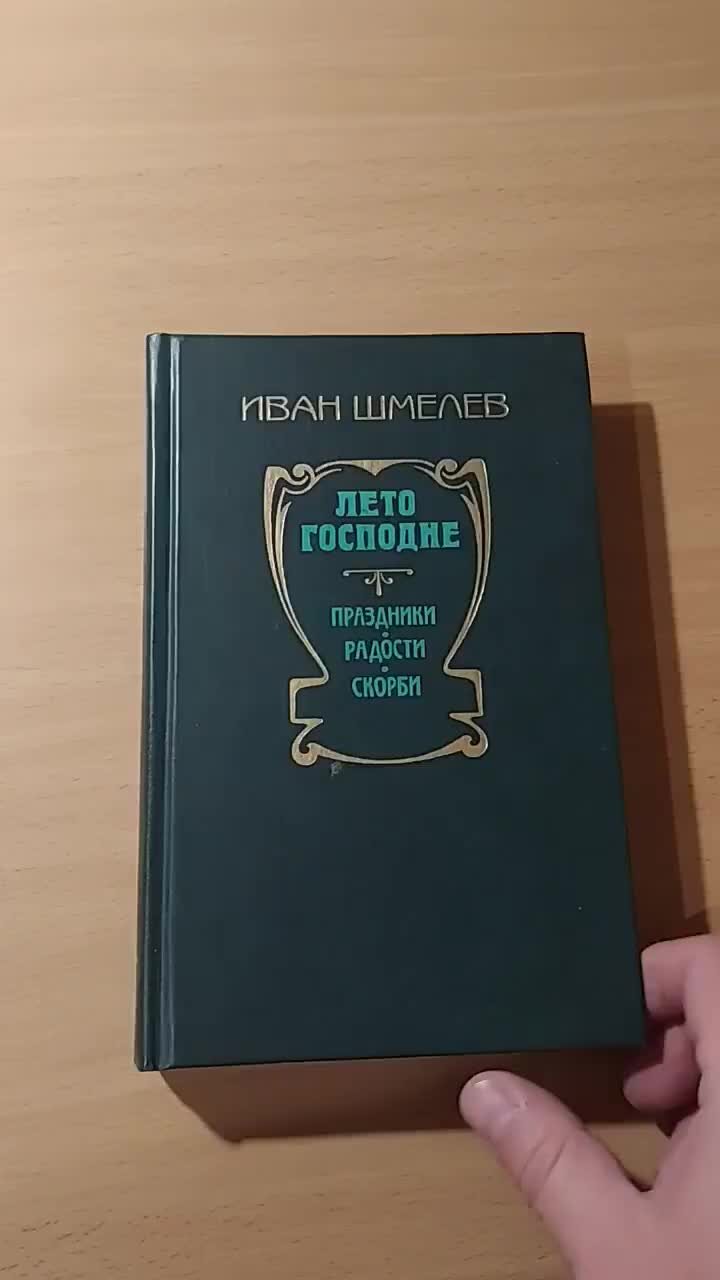 ИВАН ШМЕЛЕВ
ЛЕТО
ГОСПОДНЕ
ПРАЗДНИКИ
РАДОСТИ
СКОРБИ